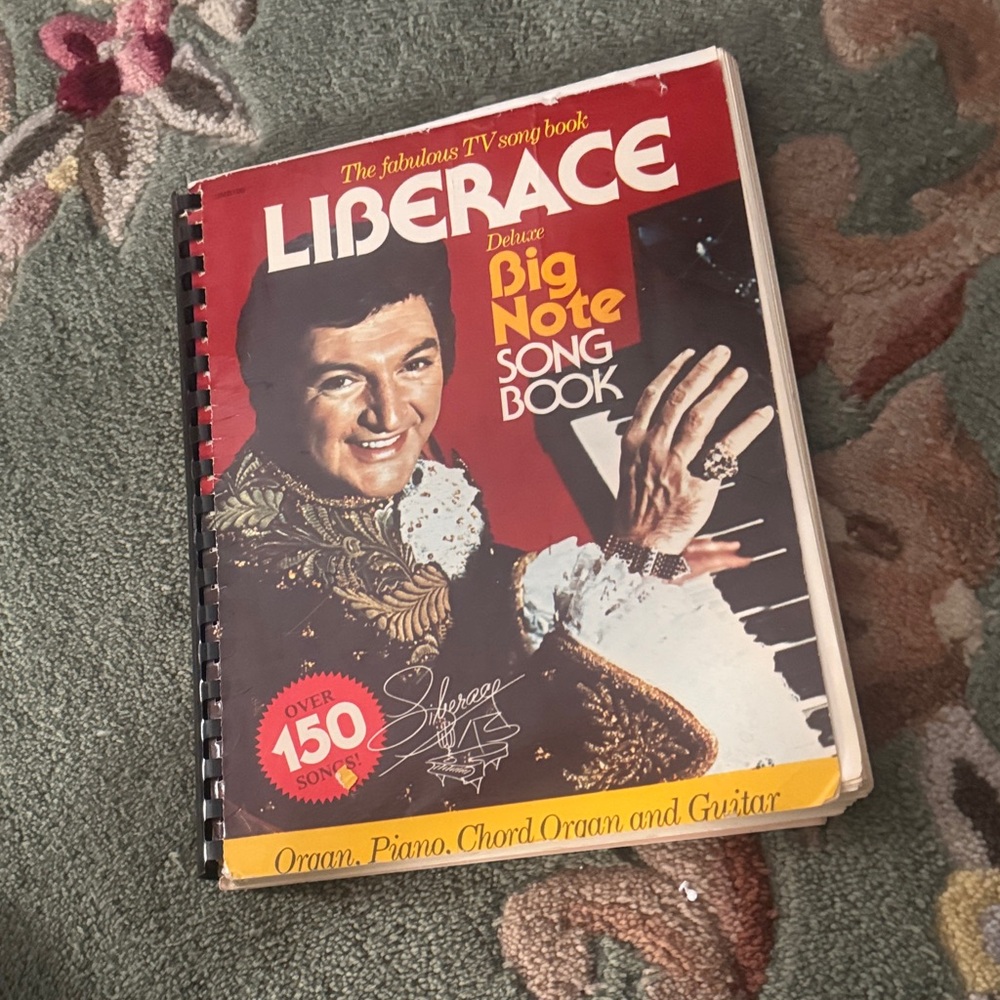 The fabulous TV song book
LIBERACE
Deluxe
Big
Note
SONG
BOOK
OVER
150
SONGS!
Liberace
Organ, Piano, Chord Organ and Guitar